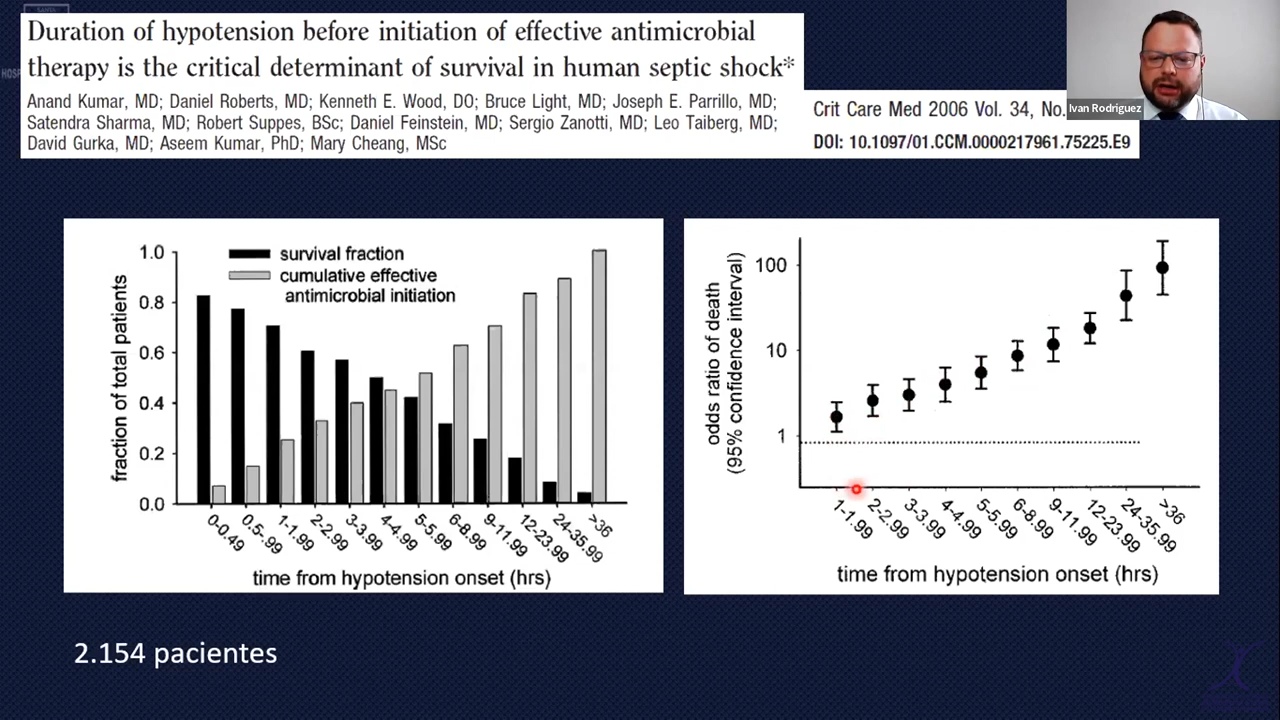 Duration of hypotension before initiation of effective antimicrobial
therapy is the critical determinant of survival in human septic shock*
Anand Kumar, MD; Daniel Roberts, MD; Kenneth E. Wood, DO; Bruce Light, MD; Joseph E. Parrillo, MD;
Satendra Sharma, MD; Robert Suppes, BSc; Daniel Feinstein, MD; Sergio Zanotti, MD; Leo Taiberg, MD;
David Gurka, MD; Aseem Kumar, PhD; Mary Cheang, MSc
Crit Care Med 2006 Vol. 34, No.
DOI: 10.1097/01.CCM.0000217961.75225.E9
Ivan Rodríguez
survival fraction
cumulative effective
antimicrobial initiation
fraction of total patients
1.0
0.8
0.6
0.4
0.2
0.0
0-0.49
0.5-.99
1-1.99
2-2.99
3-3.99
4-4.99
5-5.99
6-8.99
9-11.99
12-23.99
24-35.99
>36
time from hypotension onset (hrs)
odds ratio of death
(95% confidence interval)
100
10
1
1-1.99
2-2.99
3-3.99
4-4.99
5-5.99
6-8.99
9-11.99
12-23.99
24-35.99
>36
time from hypotension onset (hrs)
2.154 pacientes